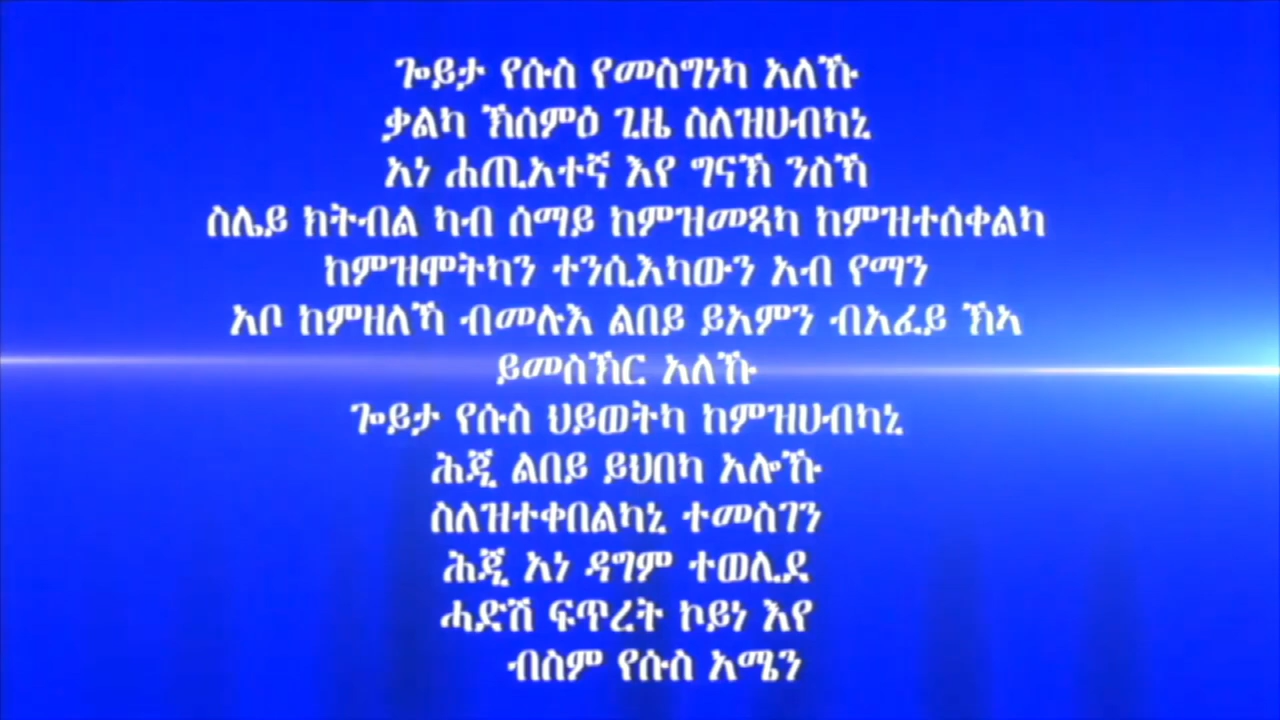 ጐይታ የሱስ የመስግነካ አለኹ
ቃልካ ኽሰምዕ ጊዜ ስለዝሀብካኒ
አነ ሐጢአተኛ እየ ግናኽ ንስኻ
ስሌይ ክትብል ካብ ሰማይ ከምዝመጻካ ከምዝተሰቀልካ
ከምዝሞትካን ተንሲእካውን አብ የማን
አቦ ከምዘለኻ ብመሉእ ልበይ ይአምን ብአፈይ ኽኣ
ይመስኽር አለኹ
ጐይታ የሱስ ህይወትካ ከምዝሀብካኒ
ሕጂ ልበይ ይህበካ አሎኹ
ስለዝተቀበልካኒ ተመስገን
ሕጂ አነ ዳግም ተወሊደ
ሓድሽ ፍጥረት ኮይነ እየ
ብስም የሱስ አሜን